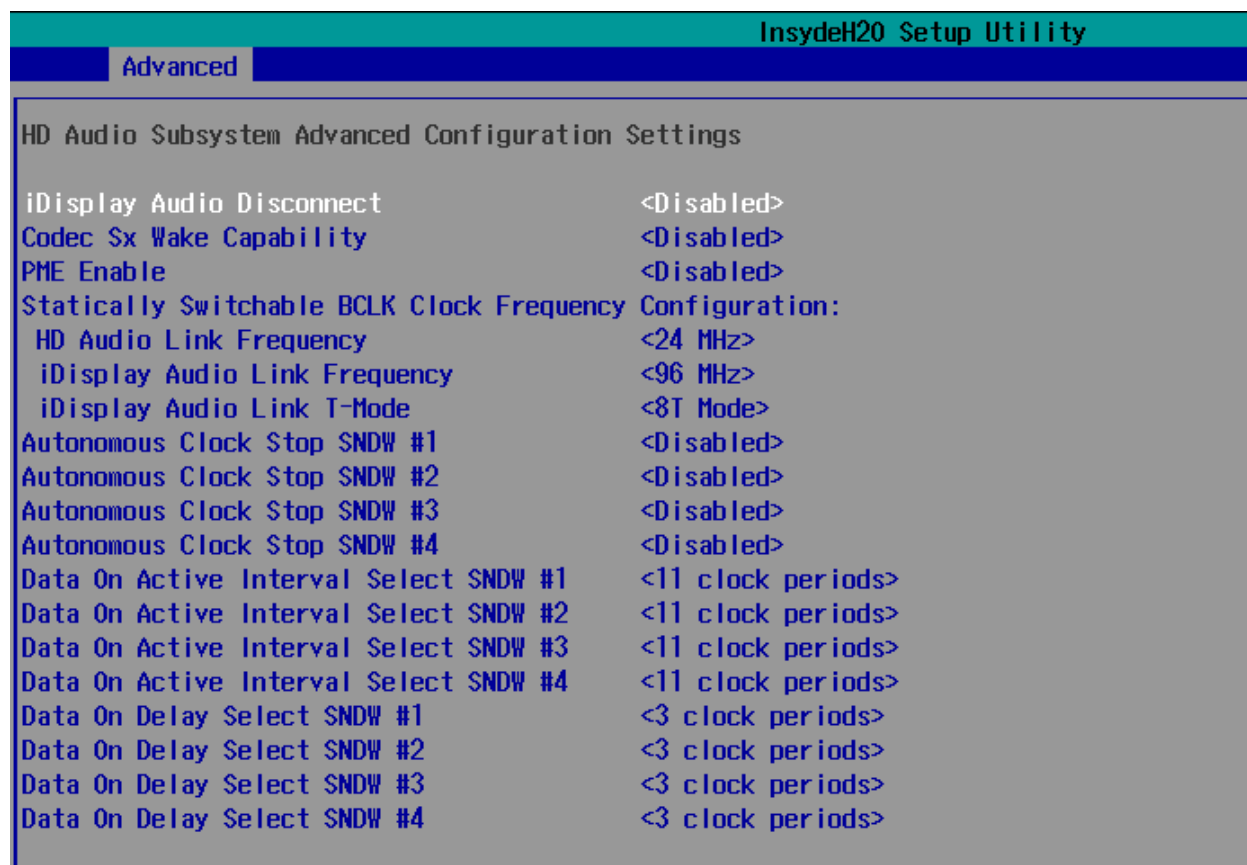 InsydeH20 Setup Utility
Advanced
HD Audio Subsystem Advanced Configuration Settings
iDisplay Audio Disconnect <Disabled>
Codec Sx Wake Capability <Disabled>
PME Enable <Disabled>
Statically Switchable BCLK Clock Frequency Configuration:
HD Audio Link Frequency <24 MHz>
iDisplay Audio Link Frequency <96 MHz>
iDisplay Audio Link T-Mode <8T Mode>
Autonomous Clock Stop SNDW #1 <Disabled>
Autonomous Clock Stop SNDW #2 <Disabled>
Autonomous Clock Stop SNDW #3 <Disabled>
Autonomous Clock Stop SNDW #4 <Disabled>
Data On Active Interval Select SNDW #1 <11 clock periods>
Data On Active Interval Select SNDW #2 <11 clock periods>
Data On Active Interval Select SNDW #3 <11 clock periods>
Data On Active Interval Select SNDW #4 <11 clock periods>
Data On Delay Select SNDW #1 <3 clock periods>
Data On Delay Select SNDW #2 <3 clock periods>
Data On Delay Select SNDW #3 <3 clock periods>
Data On Delay Select SNDW #4 <3 clock periods>